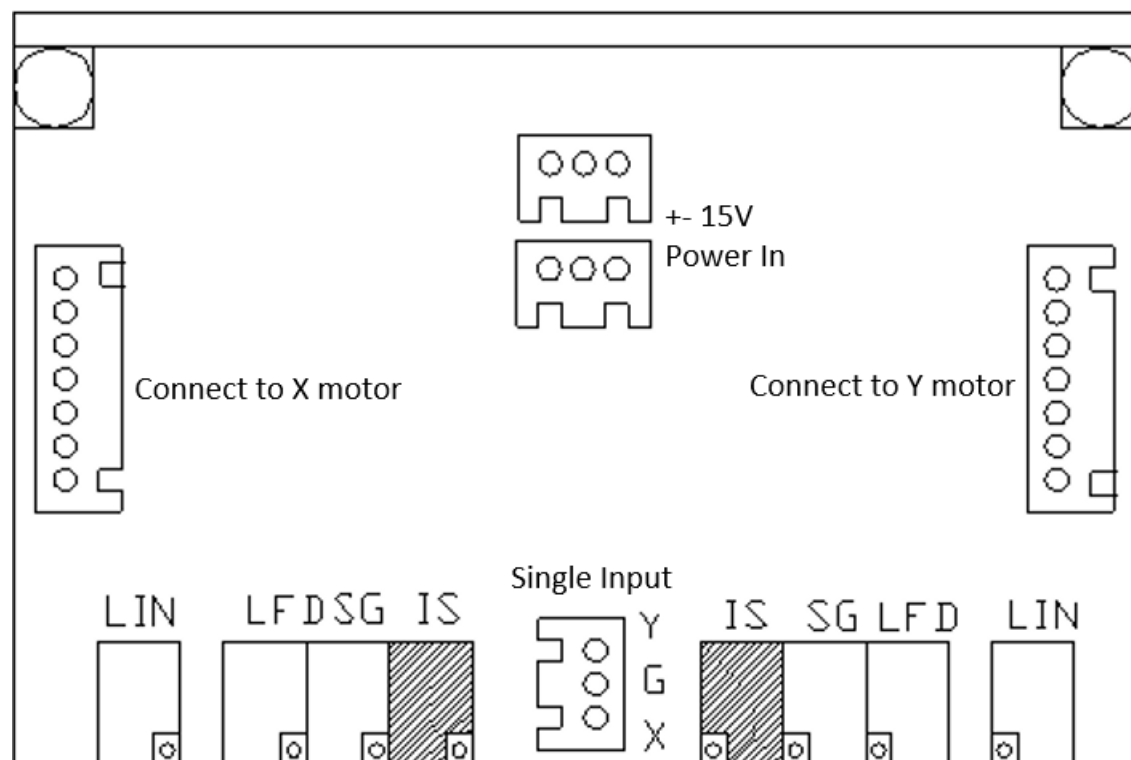 +- 15V
Power In
Connect to X motor
Connect to Y motor
Single Input
LIN LFD SG IS
Y
G
X
IS SG LFD LIN